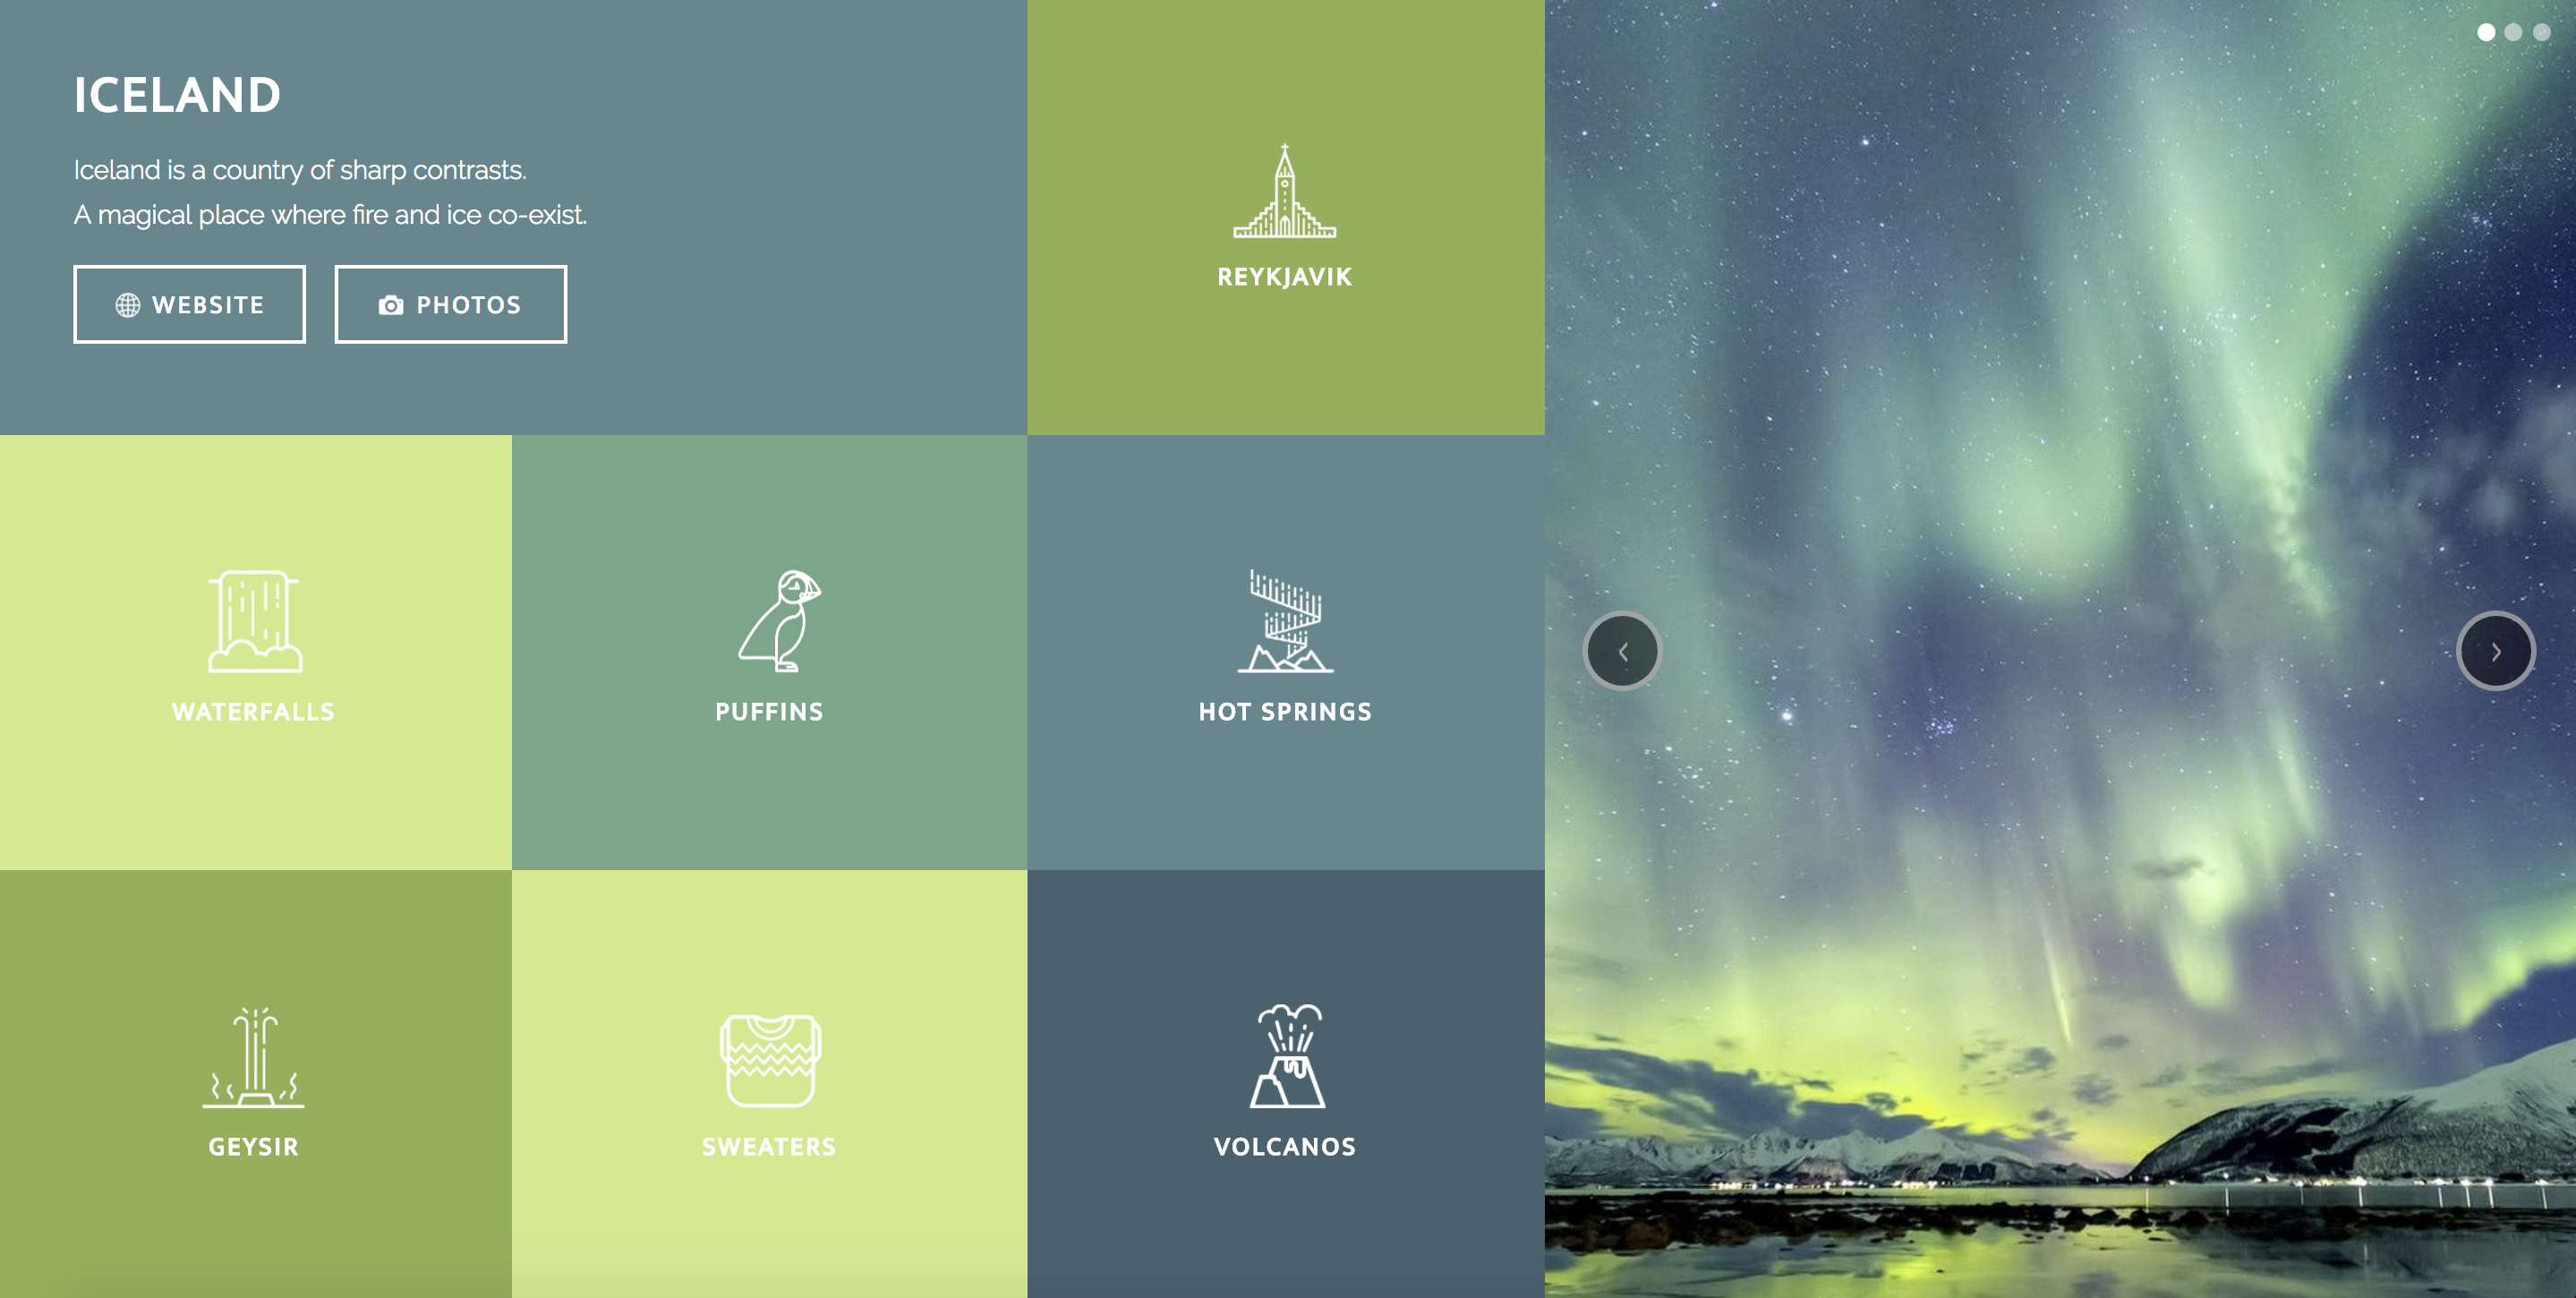 ICELAND
Iceland is a country of sharp contrasts.
A magical place where fire and ice co-exist.
WEBSITE
PHOTOS
REYKJAVIK
WATERFALLS
PUFFINS
HOT SPRINGS
GEYSIR
SWEATERS
VOLCANOS